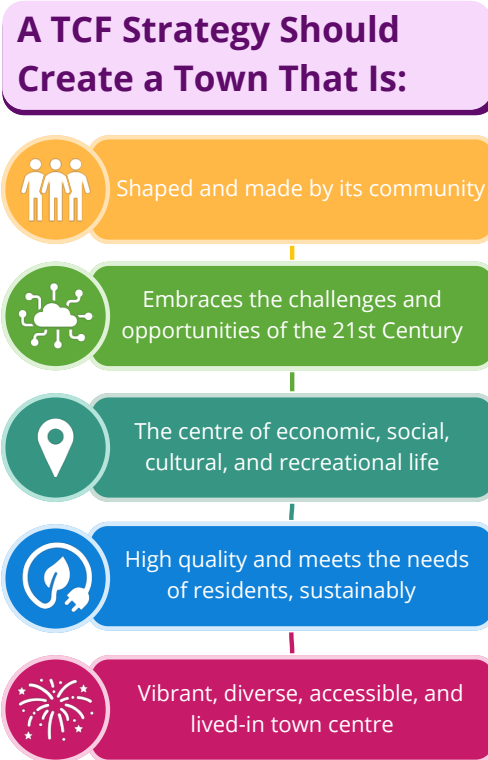 A TCF Strategy Should
Create a Town That Is:
Shaped and made by its community
Embraces the challenges and
opportunities of the 21st Century
The centre of economic, social,
cultural, and recreational life
High quality and meets the needs
of residents, sustainably
Vibrant, diverse, accessible, and
lived-in town centre